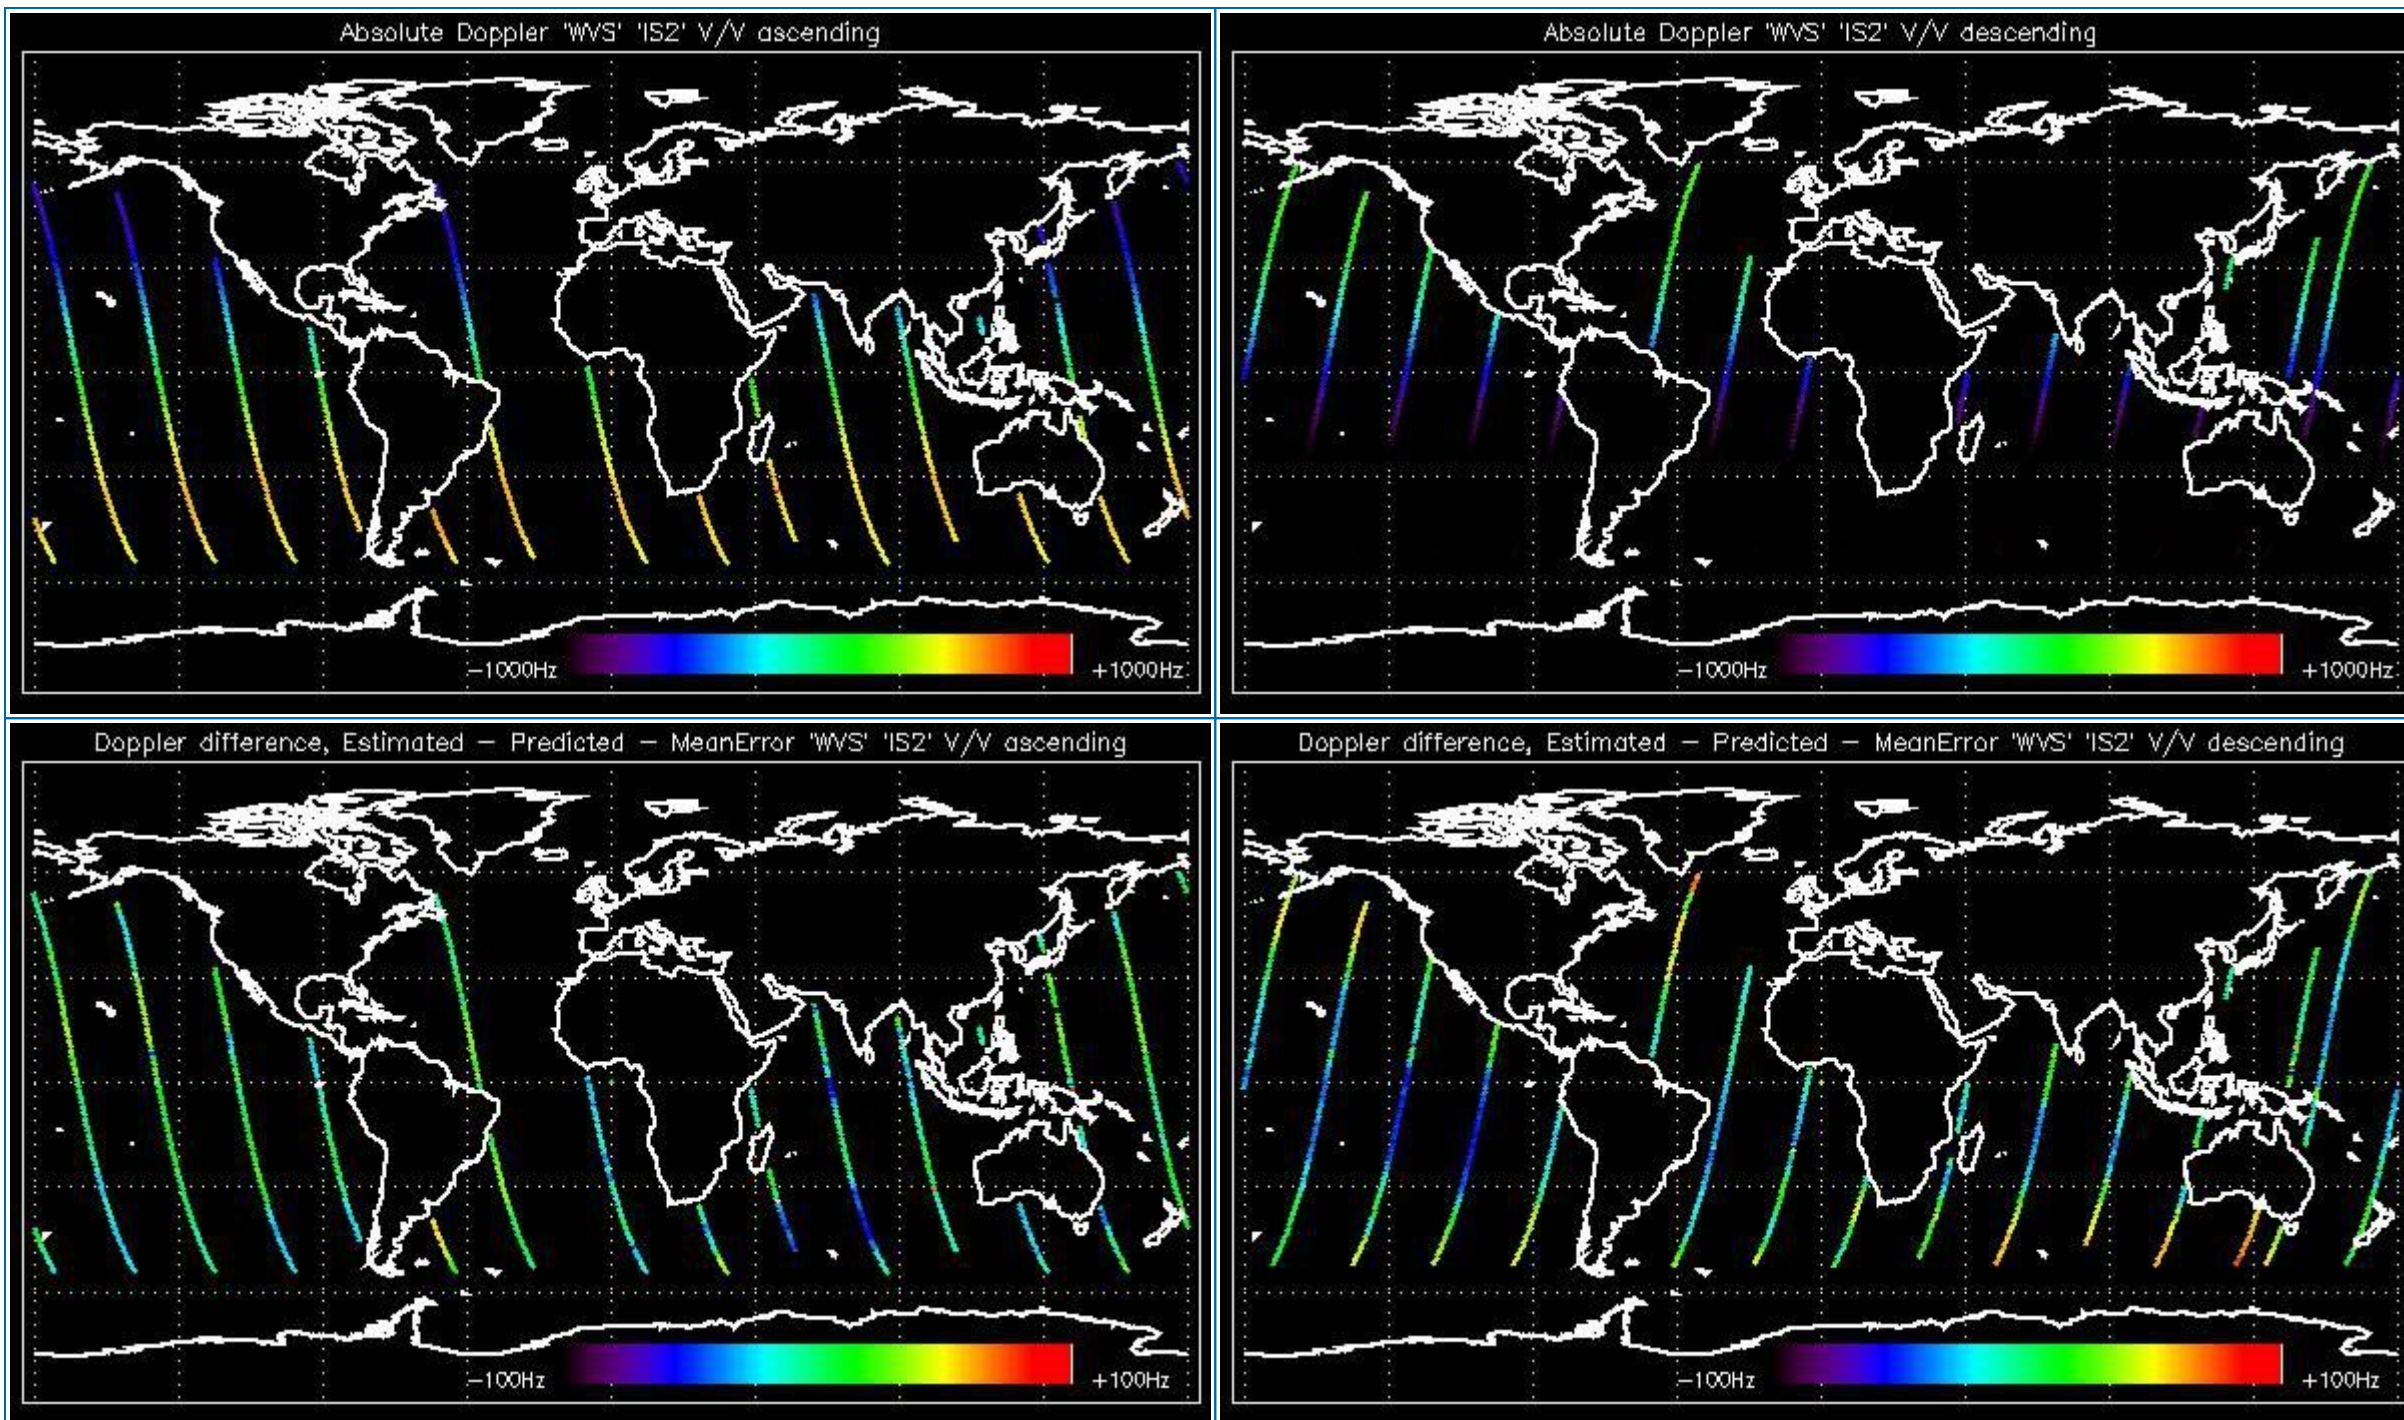 Absolute Doppler 'WVS' 'IS2' V/V ascending
−1000Hz
+1000Hz
Absolute Doppler 'WVS' 'IS2' V/V descending
−1000Hz
+1000Hz
Doppler difference, Estimated − Predicted − MeanError 'WVS' 'IS2' V/V ascending
−100Hz
+100Hz
Doppler difference, Estimated − Predicted − MeanError 'WVS' 'IS2' V/V descending
−100Hz
+100Hz